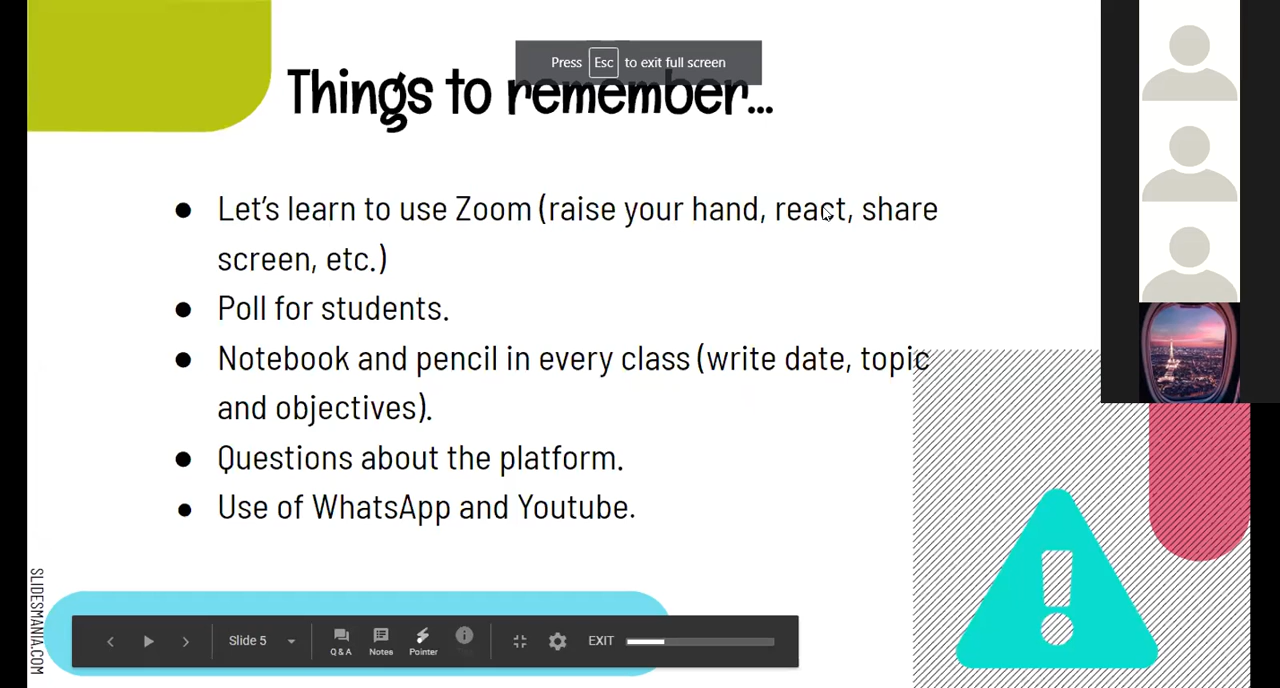 Press Esc to exit full screen
Things to remember...
● Let's learn to use Zoom (raise your hand, react, share
screen, etc.)
● Poll for students.
● Notebook and pencil in every class (write date, topic
and objectives).
● Questions about the platform.
● Use of WhatsApp and Youtube.
SLIDESMANIA.COM
Slide 5
Q & A
Notes
Pointer
EXIT